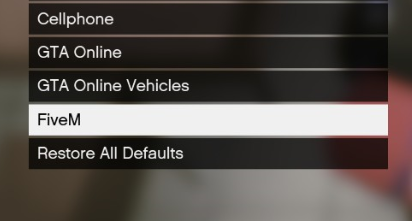 Cellphone
GTA Online
GTA Online Vehicles
FiveM
Restore All Defaults